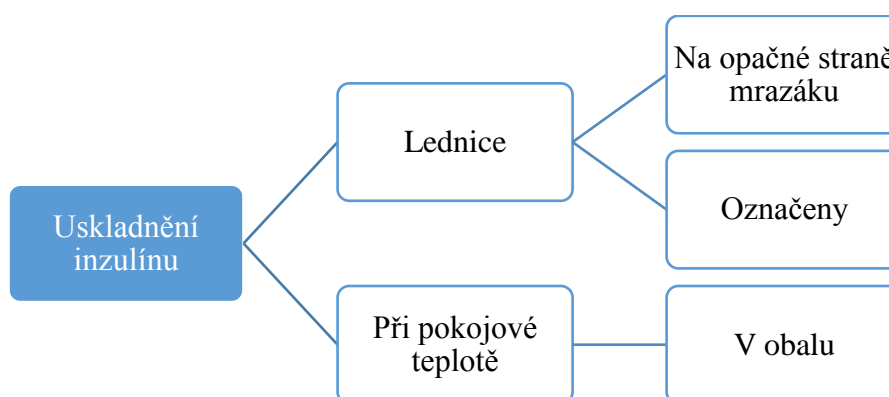 Uskladnění
inzulínu
Lednice
Na opačné straně
mrazáku
Označeny
Při pokojové
teplotě
V obalu